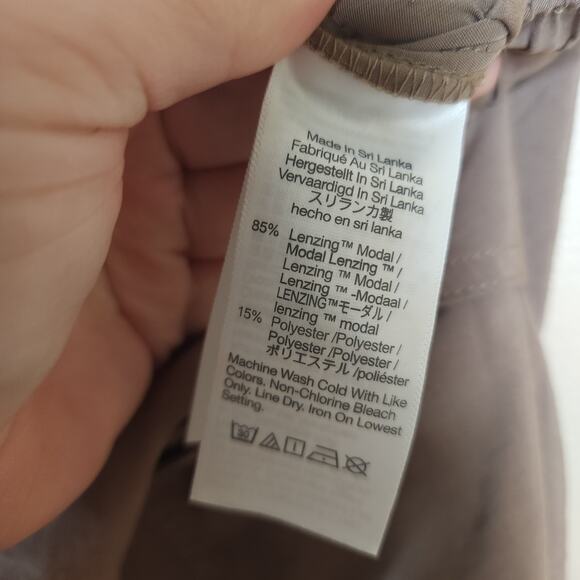 Made in Sri Lanka
Fabriqué Au Sri Lanka
Hergestellt In Sri Lanka
Vervaardigd In Sri Lanka
スリランカ製
hecho en sri lanka
85% Lenzing™ Modal /
Modal Lenzing ™ /
Lenzing ™ Modal /
Lenzing ™ -Modaal /
LENZING™モーダル /
lenzing ™ modal
15% Polyester/Polyester /
Polyester /Polyester /
ポリエステル /poliéster
Machine Wash Cold With Like
Colors. Non-Chlorine Bleach
Only. Line Dry. Iron On Lowest
Setting.
30